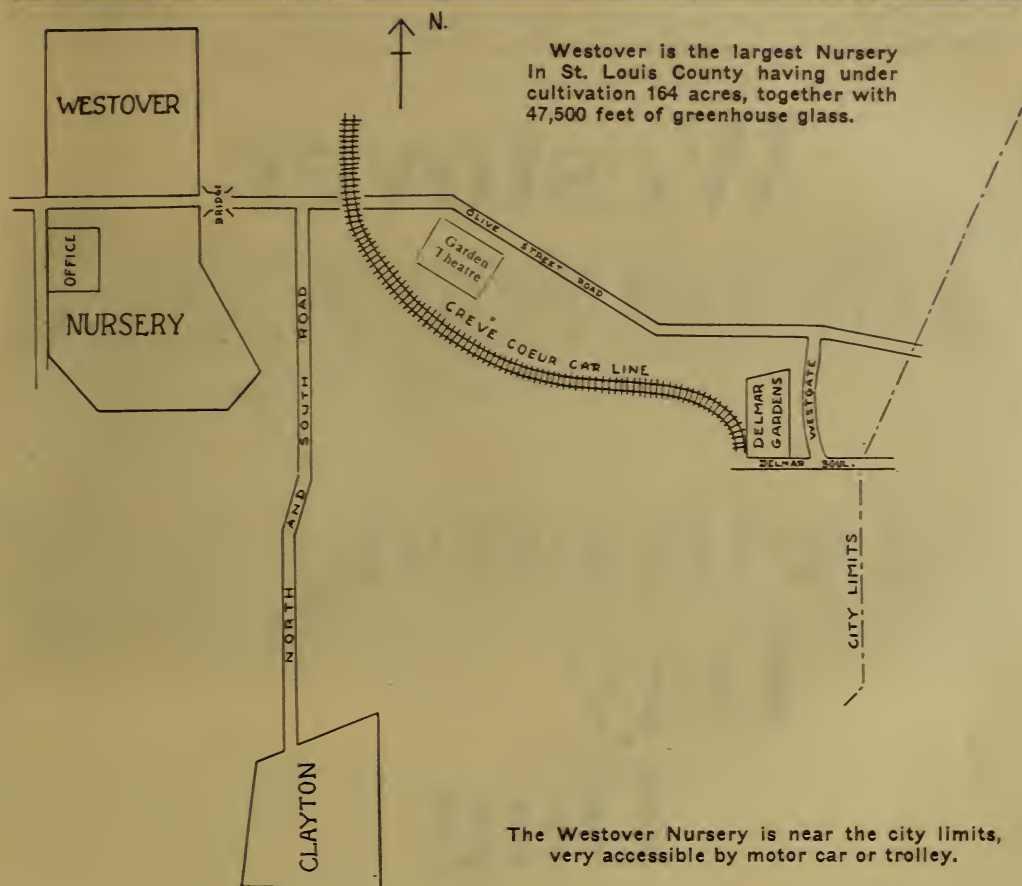 N.
Westover is the largest Nursery
in St. Louis County having under
cultivation 164 acres, together with
47,500 feet of greenhouse glass.
WESTOVER
BRIDGE
OFFICE
NURSERY
OLIVE STREET ROAD
Garden
Theatre
CREVE COEUR CAR LINE
NORTH AND SOUTH ROAD
DELMAR
GARDENS
WESTGATE
DELMAR BOUL.
CITY LIMITS
CLAYTON
The Westover Nursery is near the city limits,
very accessible by motor car or trolley.